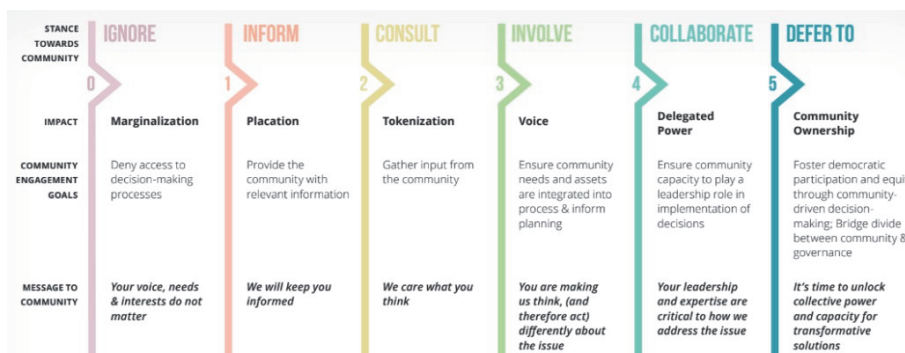 STANCE TOWARDS COMMUNITY
IGNORE
INFORM
CONSULT
INVOLVE
COLLABORATE
DEFER TO
0
1
2
3
4
5
IMPACT
Marginalization
Placation
Tokenization
Voice
Delegated
Power
Community
Ownership
COMMUNITY
ENGAGEMENT
GOALS
Deny access to
decision-making
processes
Provide the
community with
relevant information
Gather input from
the community
Ensure community
needs and assets
are integrated into
process & inform
planning
Ensure community
capacity to play a
leadership role in
implementation of
decisions
Foster democratic
participation and equi
through community-
driven decision-
making; Bridge divide
between community &
governance
MESSAGE TO
COMMUNITY
Your voice, needs
& interests do not
matter
We will keep you
informed
We care what you
think
You are making
us think, (and
therefore act)
differently about
the issue
Your leadership
and expertise are
critical to how we
address the issue
It's time to unlock
collective power
and capacity for
transformative
solutions